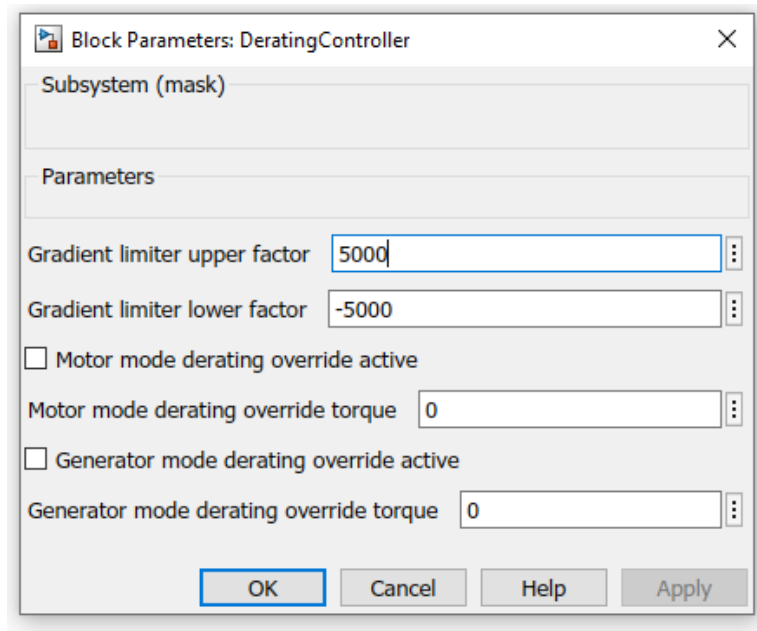 Block Parameters: DeratingController
Subsystem (mask)
Parameters
Gradient limiter upper factor 5000
Gradient limiter lower factor -5000
Motor mode derating override active
Motor mode derating override torque 0
Generator mode derating override active
Generator mode derating override torque 0
OK Cancel Help Apply